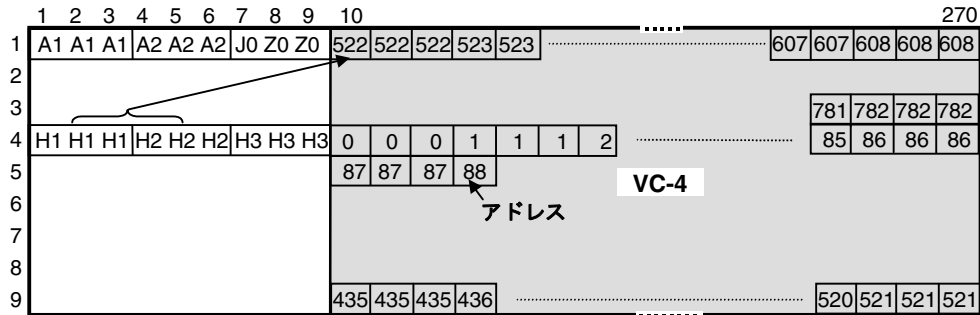 1 2 3 4 5 6 7 8 9 10 270
1 A1 A1 A1 A2 A2 A2 J0 Z0 Z0 522 522 522 523 523 607 607 608 608 608
2
3 781 782 782 782
4 H1 H1 H1 H2 H2 H2 H3 H3 H3 0 0 0 1 1 1 2 85 86 86 86
5 87 87 87 88
VC-4
アドレス
6
7
8
9 435 435 435 436 520 521 521 521